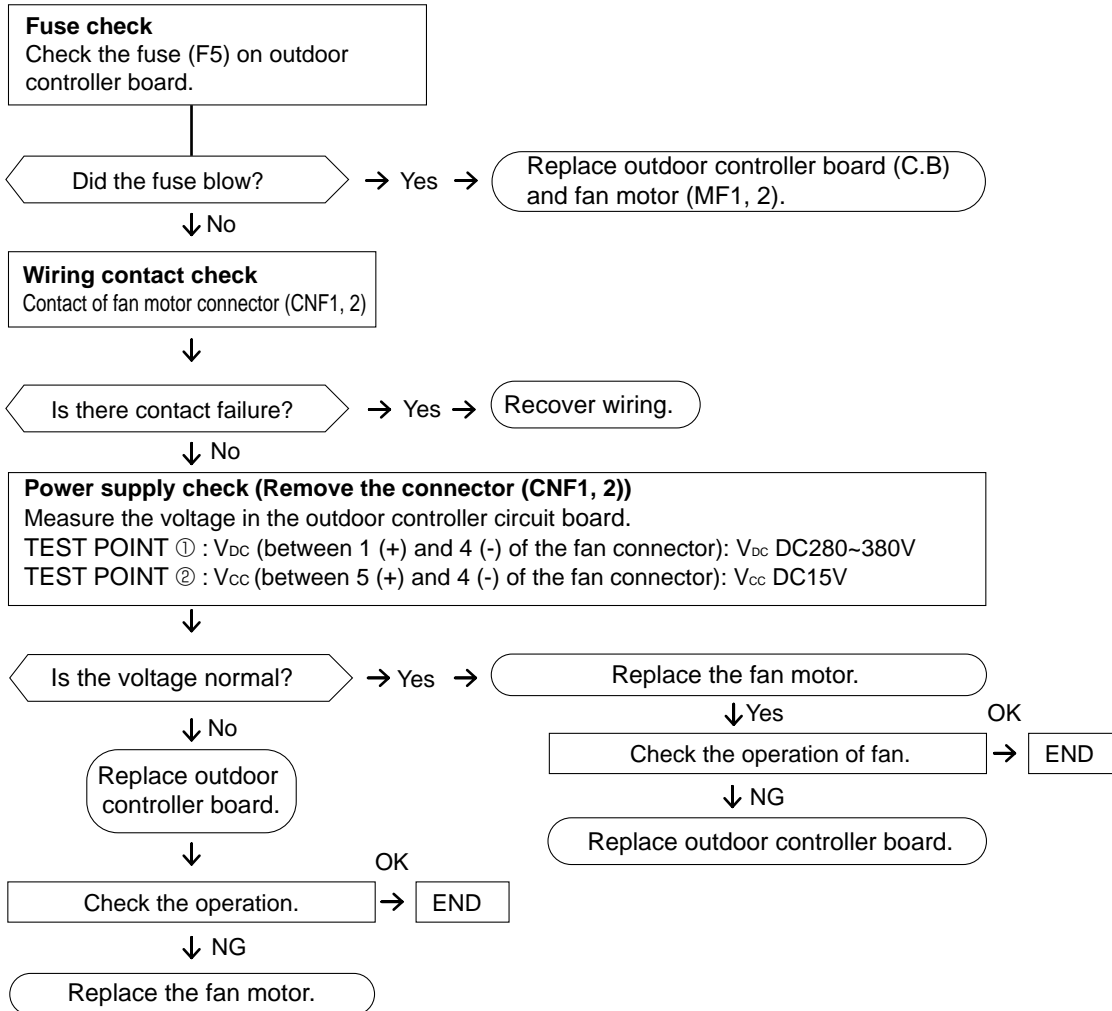 Fuse check
Check the fuse (F5) on outdoor
controller board.
Did the fuse blow?
Yes
Replace outdoor controller board (C.B)
and fan motor (MF1, 2).
No
Wiring contact check
Contact of fan motor connector (CNF1, 2)
Is there contact failure?
Yes
Recover wiring.
No
Power supply check (Remove the connector (CNF1, 2))
Measure the voltage in the outdoor controller circuit board.
TEST POINT ① : VDC (between 1 (+) and 4 (-) of the fan connector): VDC DC280~380V
TEST POINT ② : VCC (between 5 (+) and 4 (-) of the fan connector): Vcc DC15V
Is the voltage normal?
Yes
Replace the fan motor.
Yes
OK
Check the operation of fan.
END
NG
Replace outdoor controller board.
No
Replace outdoor
controller board.
OK
Check the operation.
END
NG
Replace the fan motor.